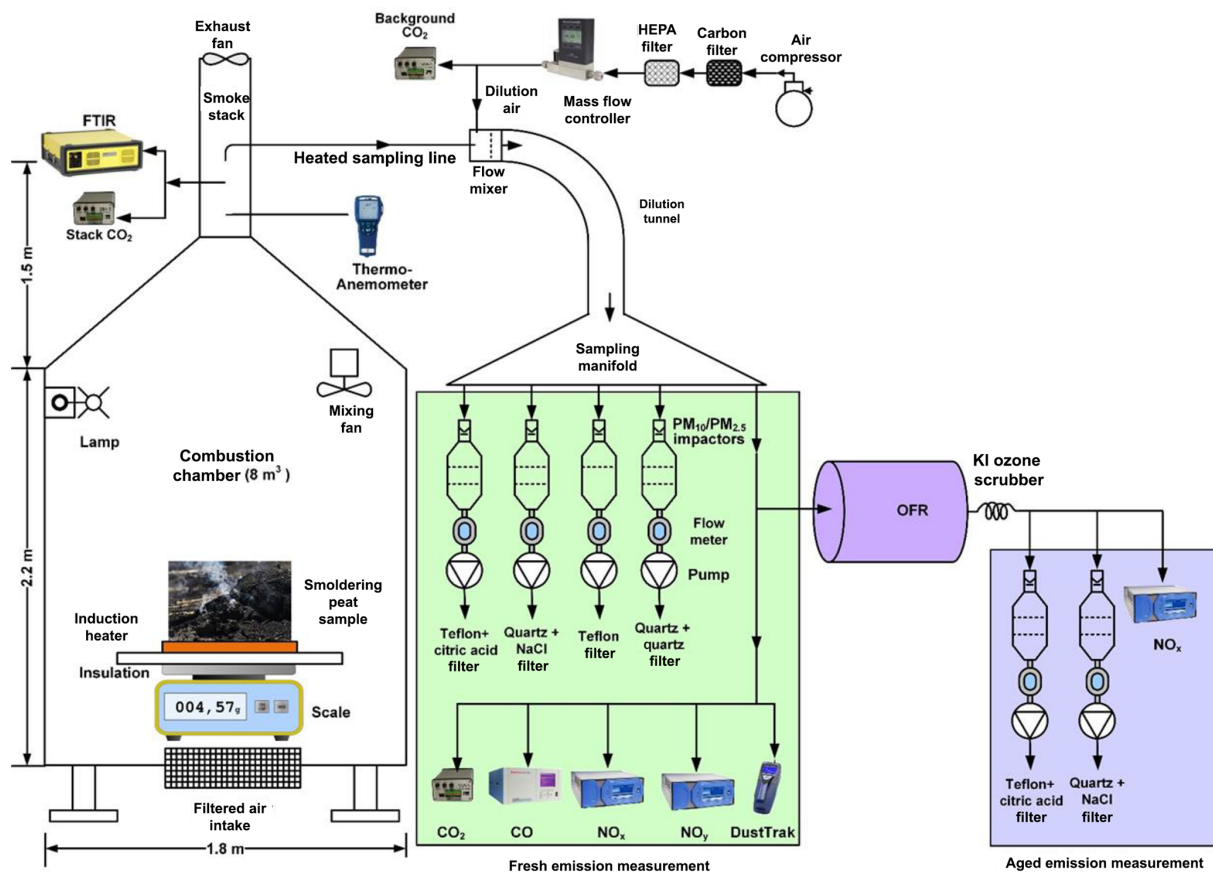 Exhaust
fan
Smoke
stack
FTIR
Stack CO₂
Heated sampling line
Thermo-
Anemometer
Background
CO₂
Dilution
air
Mass flow
controller
HEPA
filter
Carbon
filter
Air
compressor
Flow
mixer
Dilution
tunnel
Sampling
manifold
1.5 m
2.2 m
1.8 m
Lamp
Mixing
fan
Combustion
chamber (8 m³)
Smoldering
peat
sample
Induction
heater
Insulation
004,57g
Scale
Filtered air
intake
PM₁₀/PM₂.₅
impactors
Flow
meter
Pump
Teflon+
citric acid
filter
Quartz +
NaCl
filter
Teflon
filter
Quartz +
quartz
filter
CO₂
CO
NOₓ
NOᵧ
DustTrak
Fresh emission measurement
OFR
KI ozone
scrubber
NOₓ
Teflon+
citric acid
filter
Quartz +
NaCl
filter
Aged emission measurement